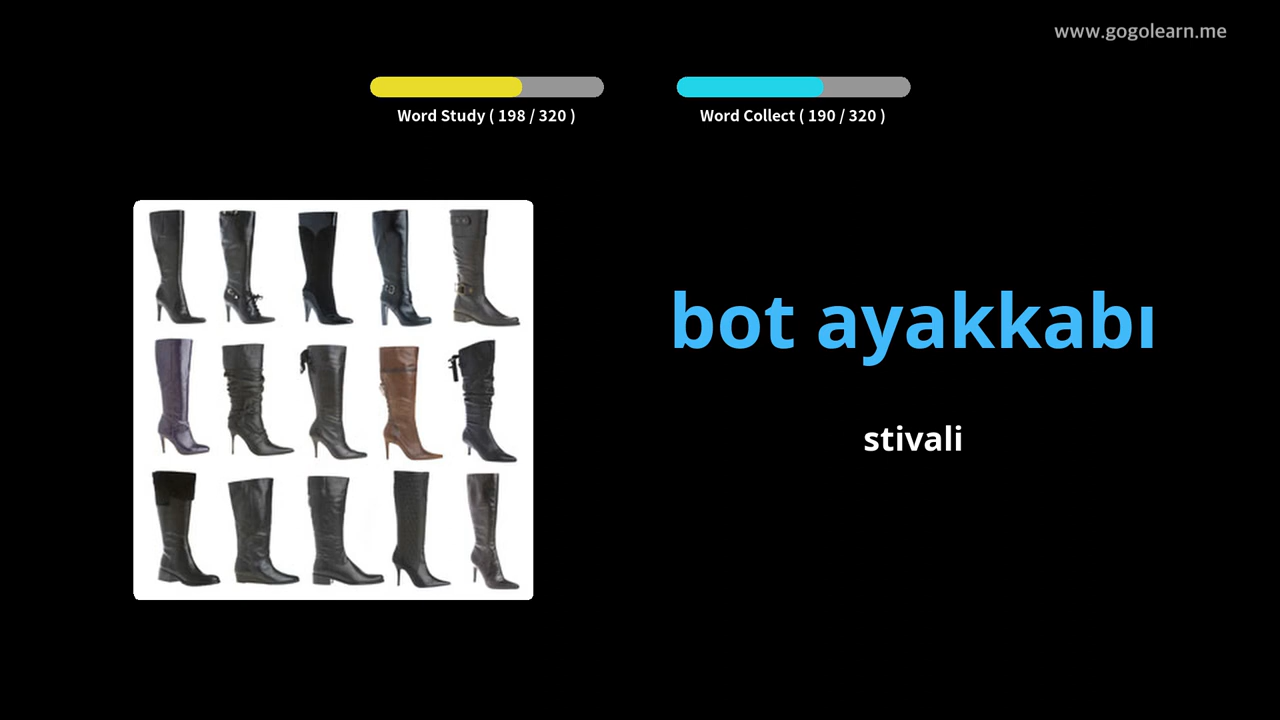 www.gogolearn.me
Word Study ( 198 / 320 )
Word Collect ( 190 / 320 )
bot ayakkabı
stivali